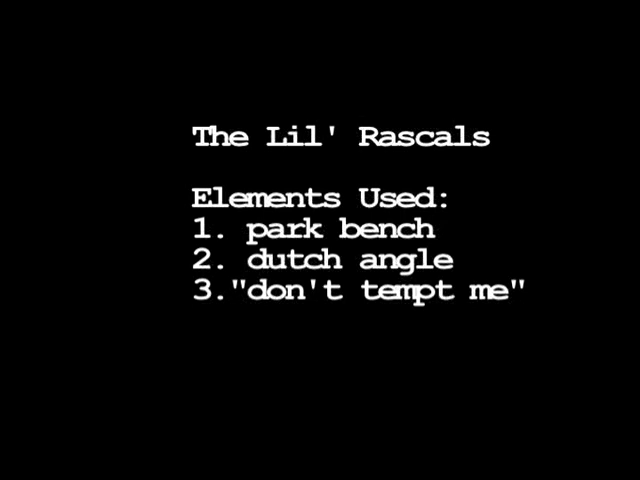 The Lil' Rascals
Elements Used:
1. park bench
2. dutch angle
3."don't tempt me"